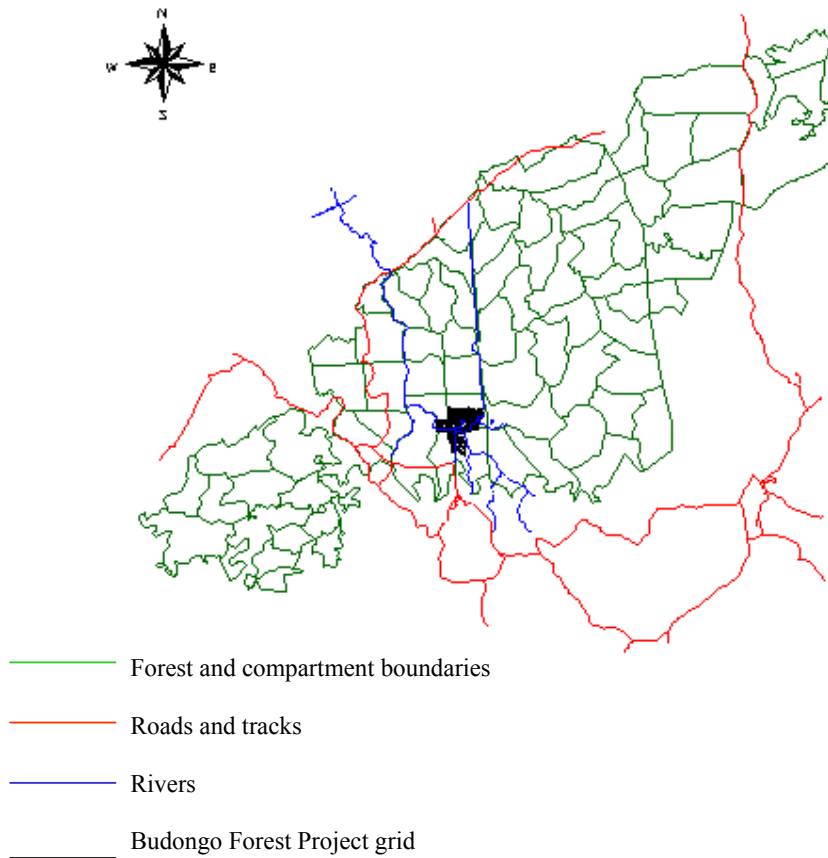 N
W
E
S
Forest and compartment boundaries
Roads and tracks
Rivers
Budongo Forest Project grid